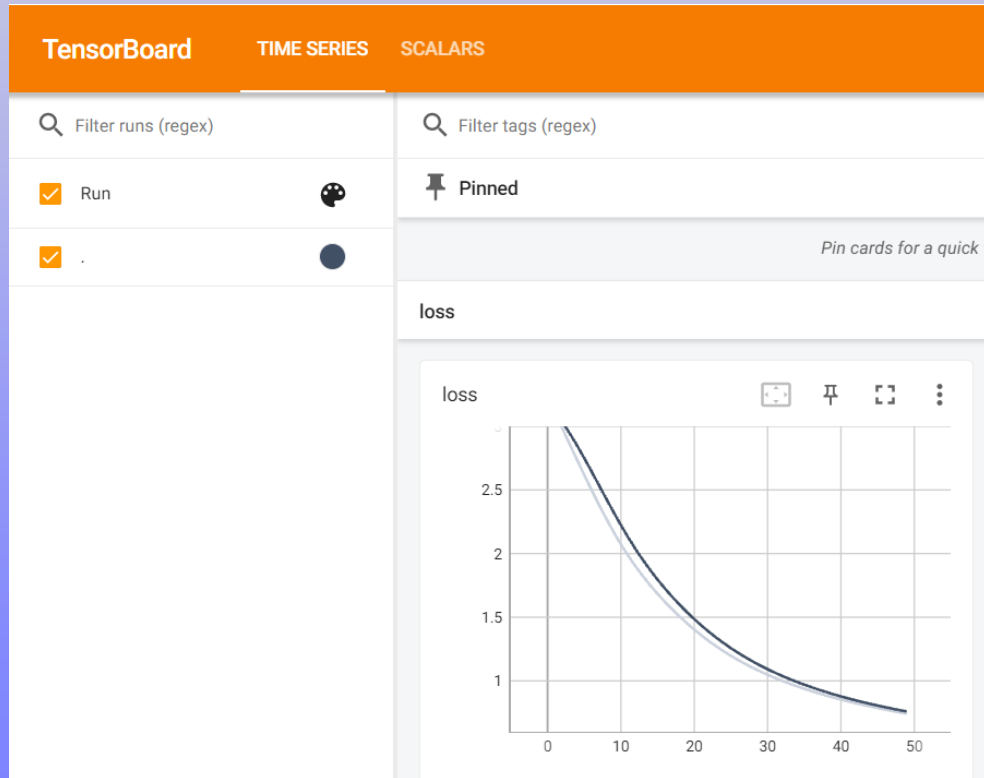 TensorBoard TIME SERIES SCALARS
Filter runs (regex)
Run
.
Filter tags (regex)
Pinned
Pin cards for a quick
loss
loss
2.5
2
1.5
1
0 10 20 30 40 50